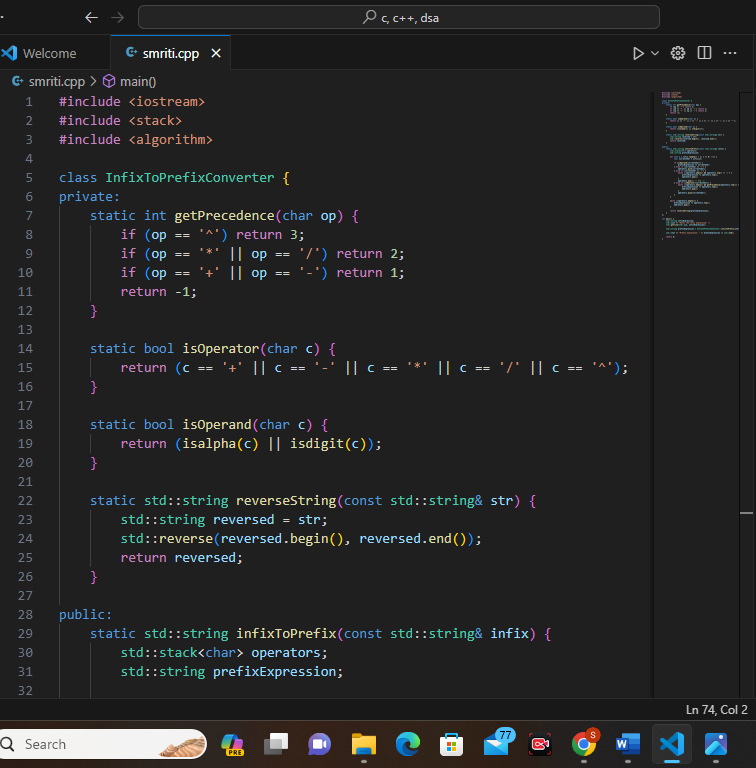 c, c++, dsa
Welcome
smriti.cpp
smriti.cpp > main()
1 #include <iostream>
2 #include <stack>
3 #include <algorithm>
4
5 class InfixToPrefixConverter {
6 private:
7 static int getPrecedence(char op) {
8 if (op == '^') return 3;
9 if (op == '*' || op == '/') return 2;
10 if (op == '+' || op == '-') return 1;
11 return -1;
12 }
13
14 static bool isOperator(char c) {
15 return (c == '+' || c == '-' || c == '*' || c == '/' || c == '^');
16 }
17
18 static bool isOperand(char c) {
19 return (isalpha(c) || isdigit(c));
20 }
21
22 static std::string reverseString(const std::string& str) {
23 std::string reversed = str;
24 std::reverse(reversed.begin(), reversed.end());
25 return reversed;
26 }
27
28 public:
29 static std::string infixToPrefix(const std::string& infix) {
30 std::stack<char> operators;
31 std::string prefixExpression;
32
Ln 74, Col 2
Search
PRE
77
S
W